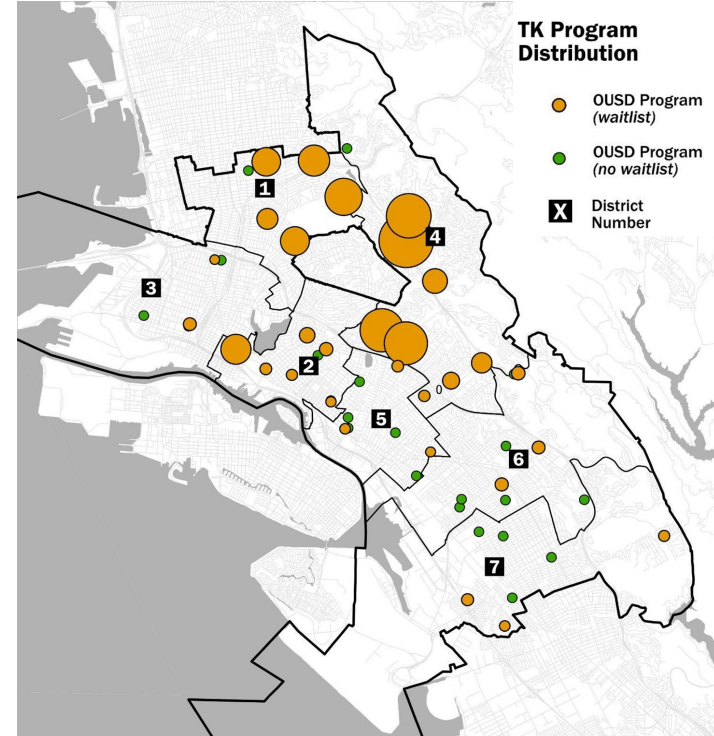 TK Program
Distribution
OUSD Program
(waitlist)
OUSD Program
(no waitlist)
X
District
Number
1
4
3
2
0
5
6
7